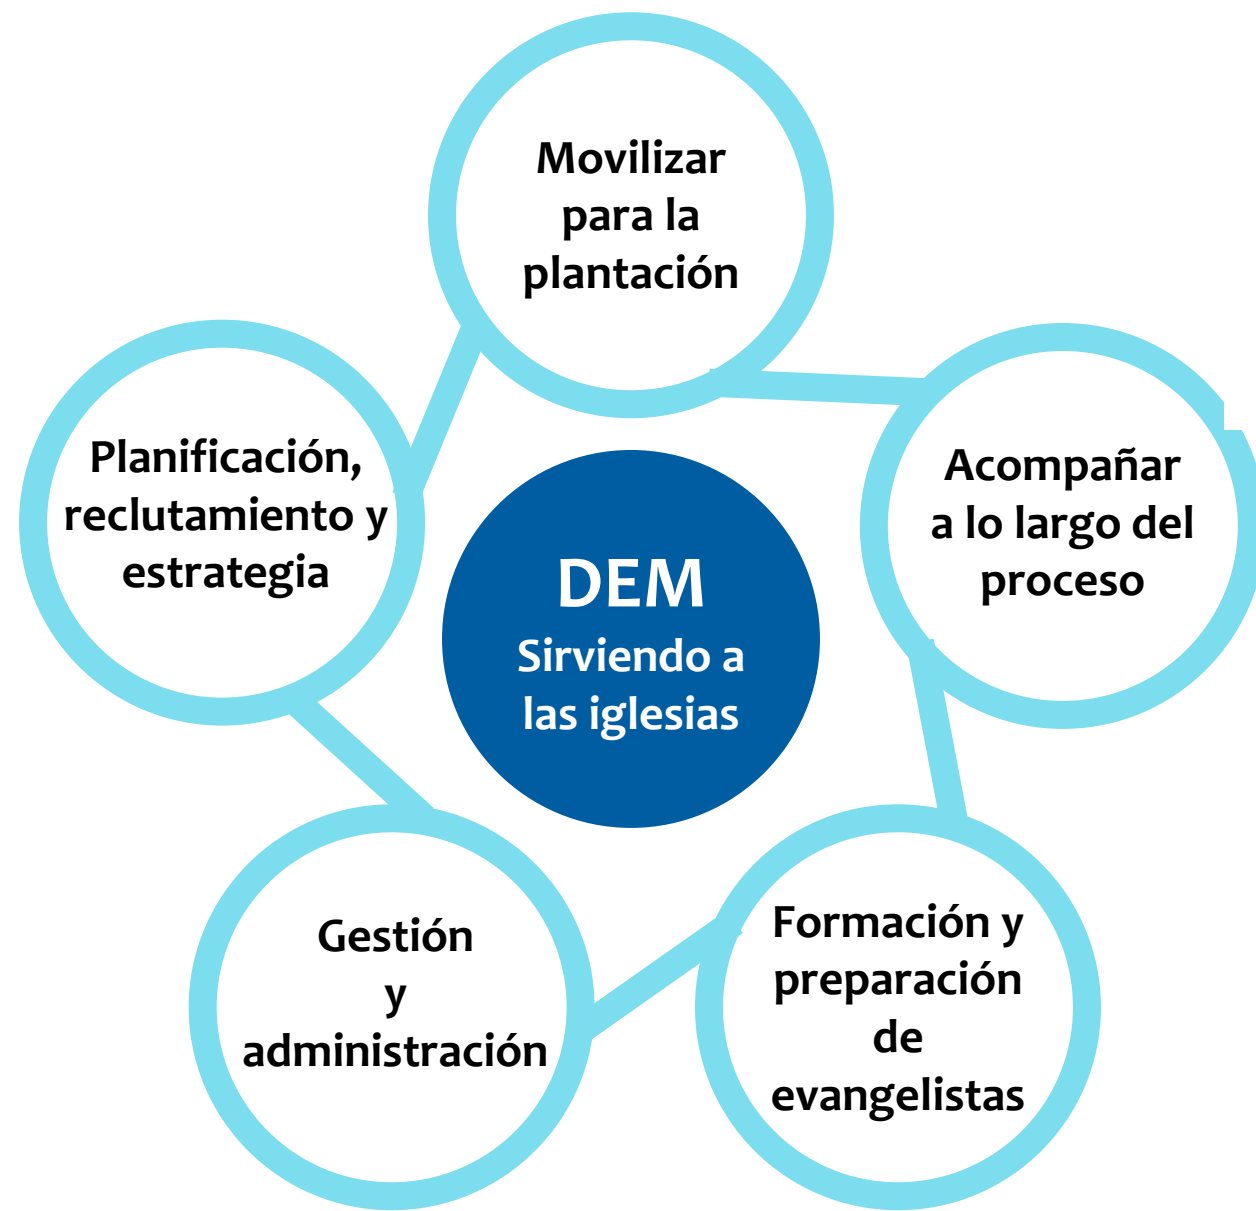 Movilizar
para la
plantación
Planificación,
reclutamiento y
estrategia
Acompañar
a lo largo del
proceso
DEM
Sirviendo a
las iglesias
Gestión
y
administración
Formación y
preparación
de
evangelistas